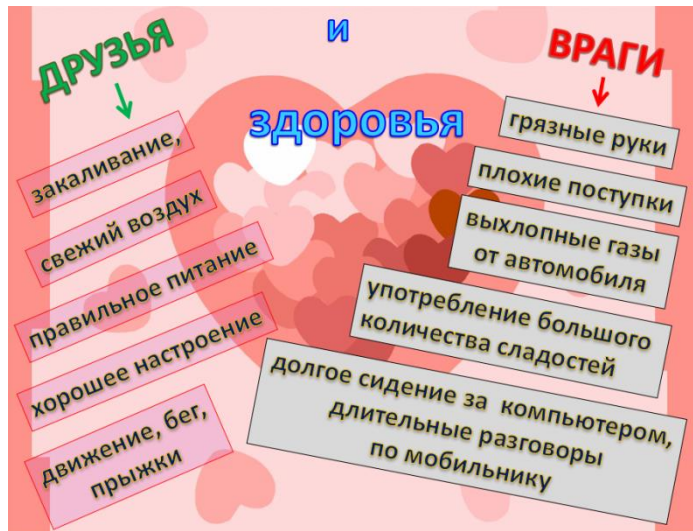 ДРУЗЬЯ
и
ВРАГИ
здоровья
закаливание,
свежий воздух
правильное питание
хорошее настроение
движение, бег,
прыжки
грязные руки
плохие поступки
выхлопные газы
от автомобиля
употребление большого
количества сладостей
долгое сидение за компьютером,
длительные разговоры
по мобильнику